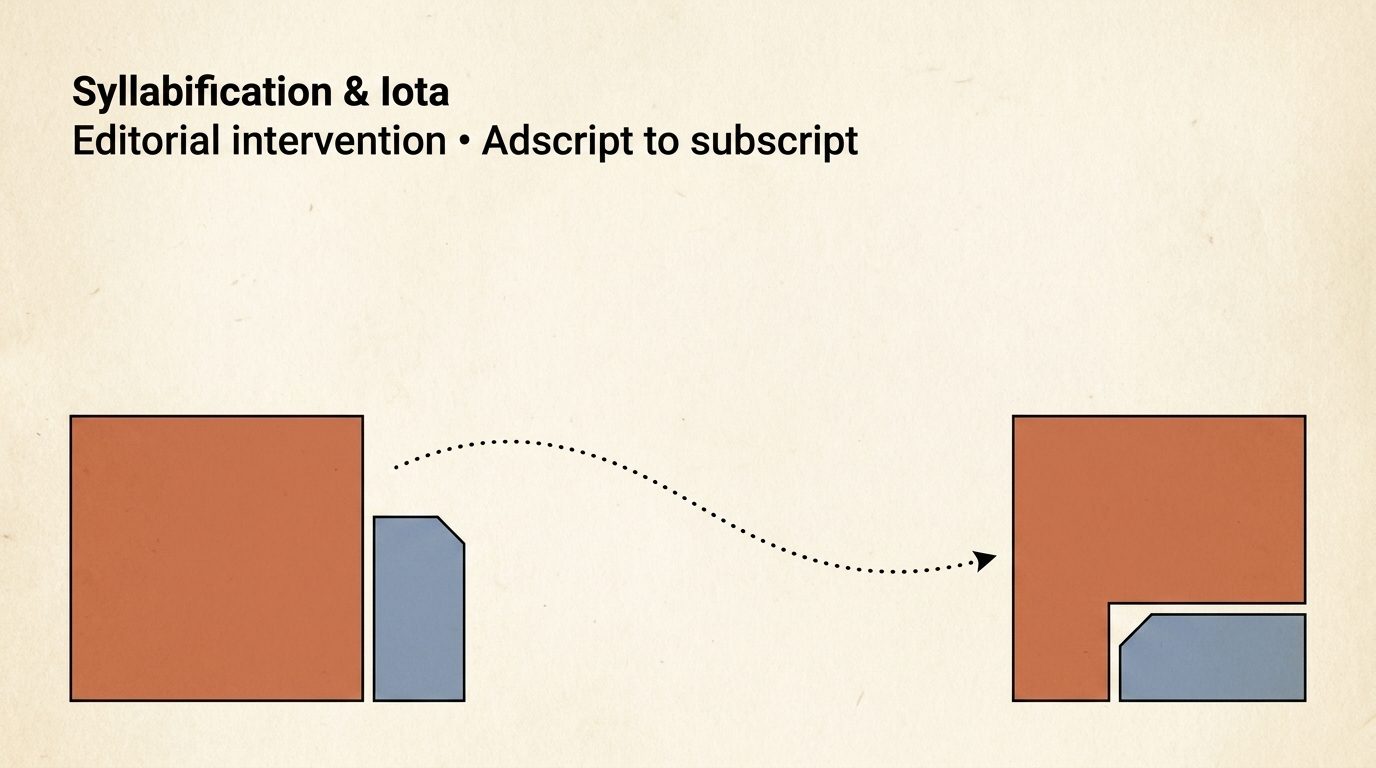 Syllabification & Iota
Editorial intervention • Adscript to subscript